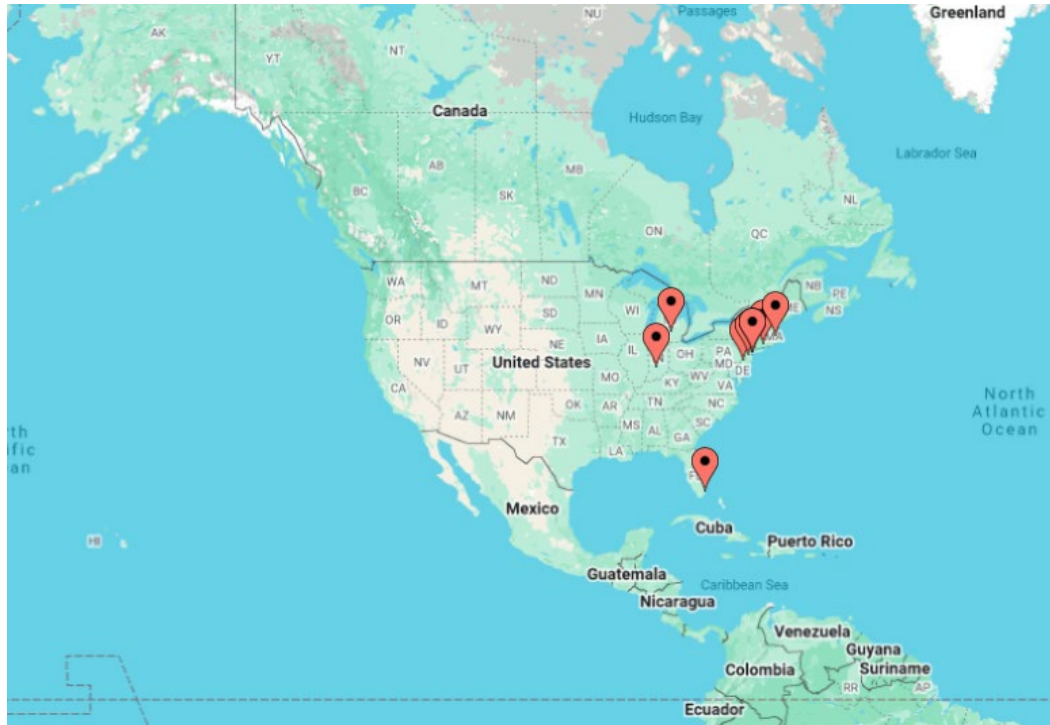 NU
Passages
Greenland
AK
YT
NT
Canada
Hudson Bay
Labrador Sea
AB
MB
BC
SK
NL
ON
QC
WA
MT
ND
MN
NB
PE
NS
OR
ID
SD
WI
WY
IA
NE
IL
OH
PA
MA
NV
UT
United States
MD
DE
CA
MO
KY
WV
VA
AZ
NM
OK
AR
TN
NC
MS
AL
SC
GA
TX
LA
North
Atlantic
Ocean
Mexico
Cuba
HI
Puerto Rico
Guatemala
Caribbean Sea
Nicaragua
Venezuela
Guyana
Colombia
Suriname
RR
AP
Ecuador